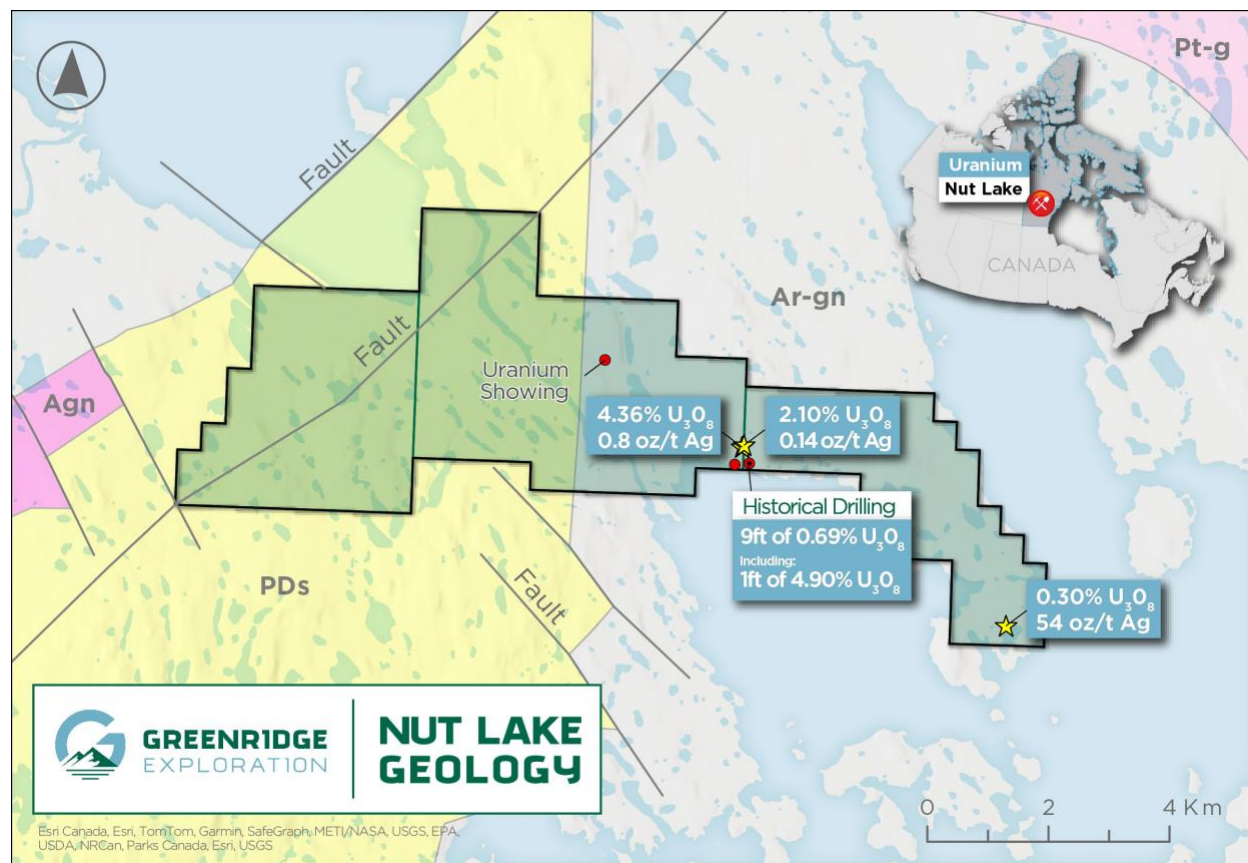 Pt-g
Uranium
Nut Lake
CANADA
Fault
Fault
Ar-gn
Uranium
Showing
Agn
4.36% U₃O₈
0.8 oz/t Ag
2.10% U₃O₈
0.14 oz/t Ag
Historical Drilling
9ft of 0.69% U₃O₈
Including:
1ft of 4.90% U₃O₈
PDs
Fault
0.30% U₃O₈
54 oz/t Ag
GREENRIDGE
EXPLORATION
NUT LAKE
GEOLOGY
0 2 4 Km
Esri Canada, Esri, TomTom, Garmin, SafeGraph, METI/NASA, USGS, EPA,
USDA, NRCan, Parks Canada, Esri, USGS